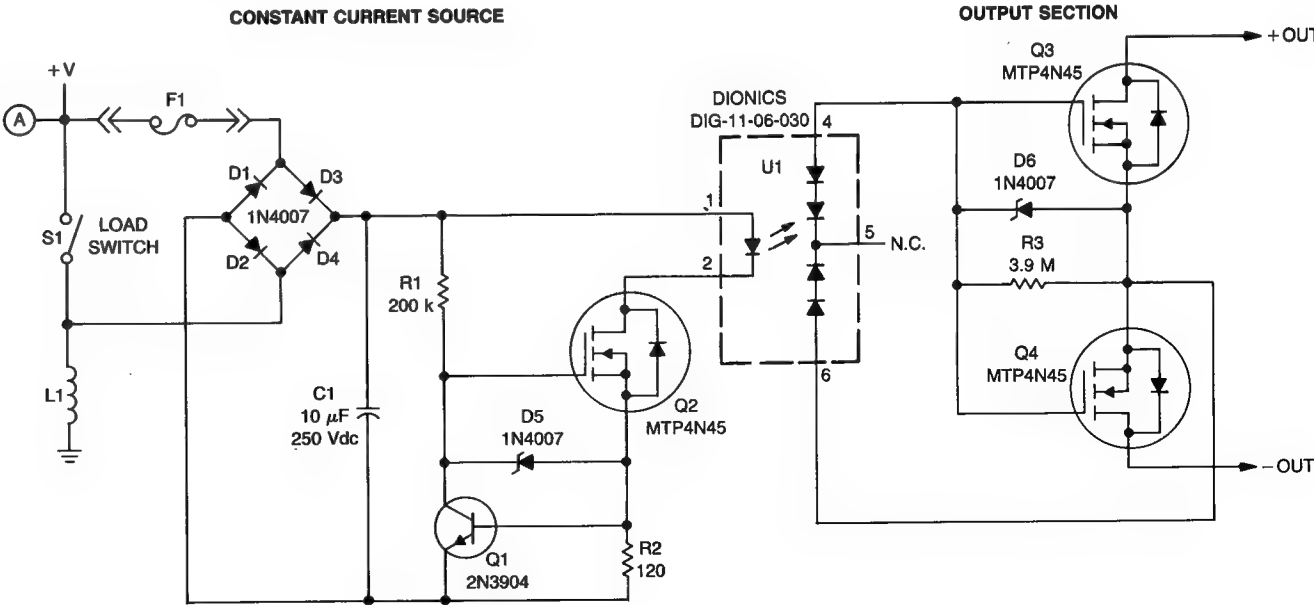 CONSTANT CURRENT SOURCE
OUTPUT SECTION
+V
A
F1
D1
D3
1N4007
D2
D4
S1
LOAD
SWITCH
L1
C1
10 μF
250 Vdc
R1
200 k
D5
1N4007
Q1
2N3904
R2
120
Q2
MTP4N45
DIONICS
DIG-11-06-030
U1
1
2
4
5
N.C.
6
Q3
MTP4N45
+OUT
D6
1N4007
R3
3.9 M
Q4
MTP4N45
−OUT